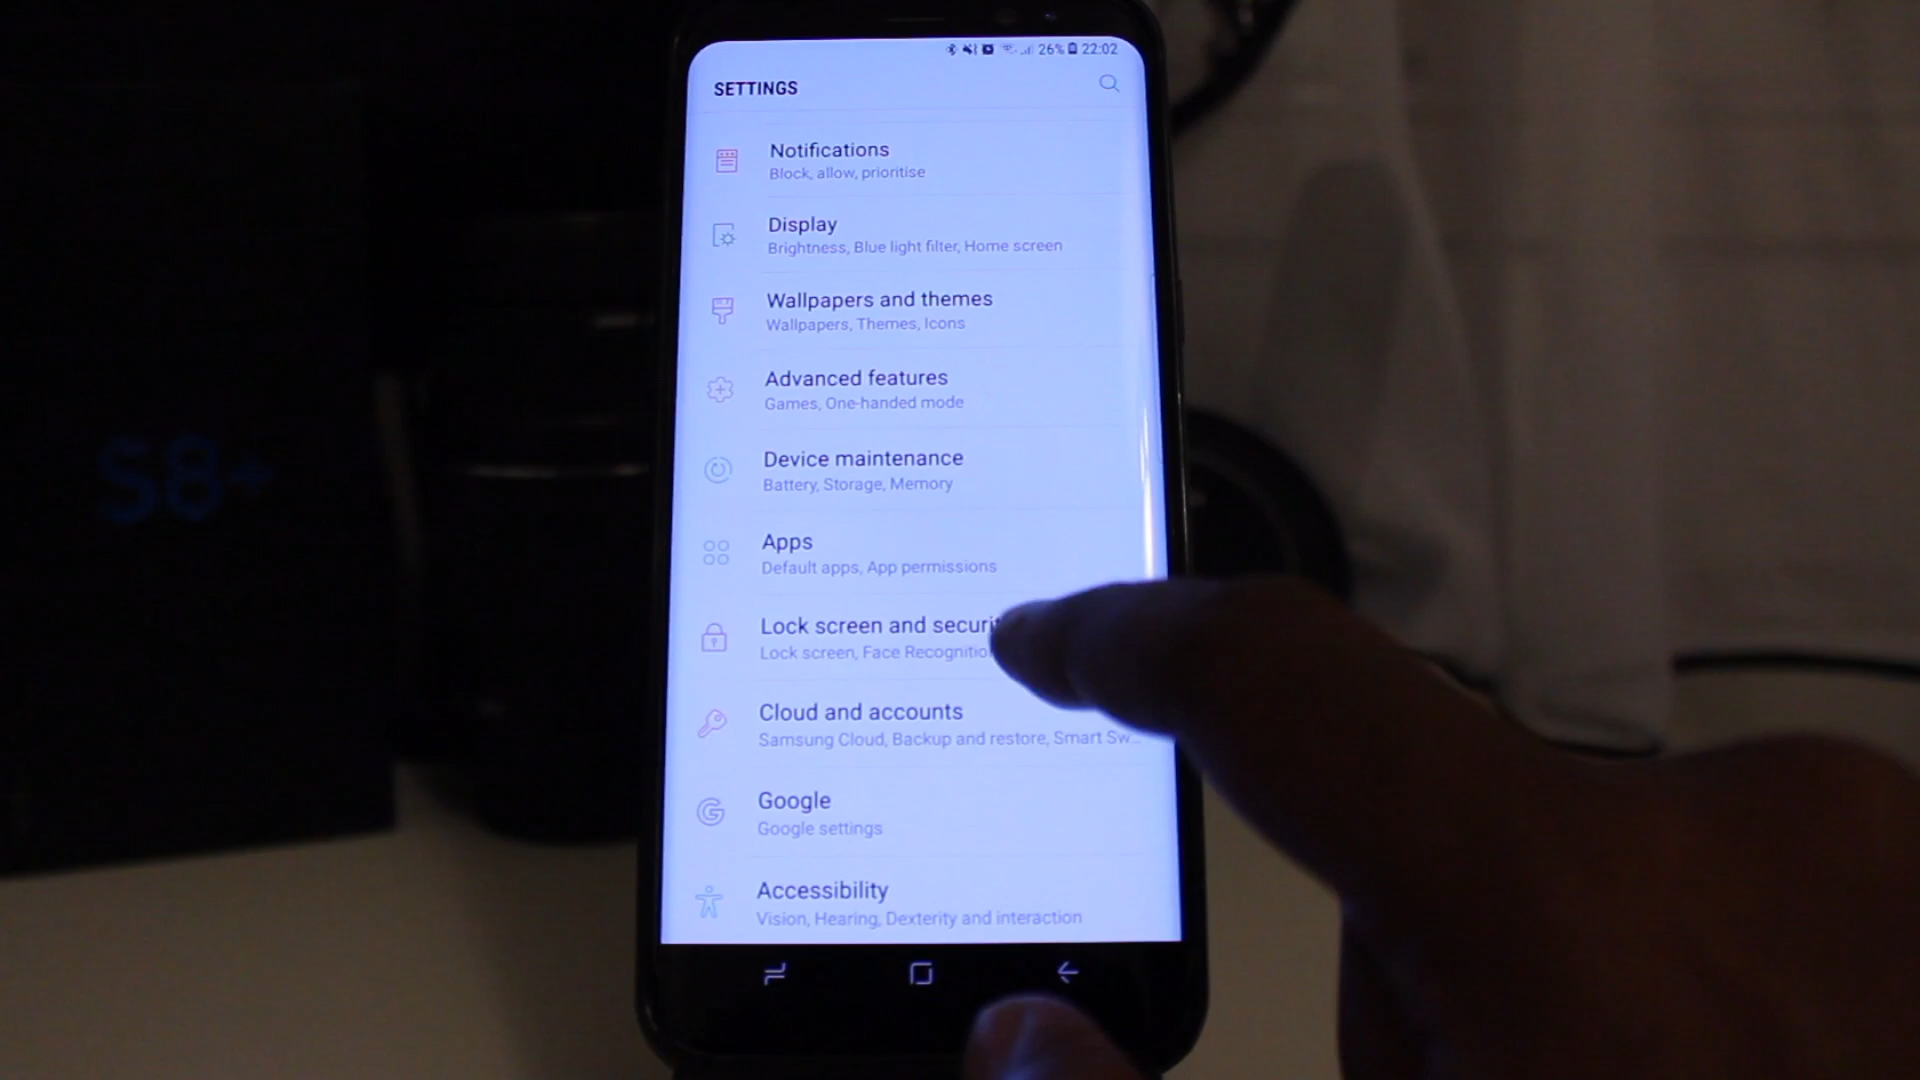 26% 22:02
SETTINGS
Notifications
Block, allow, prioritise
Display
Brightness, Blue light filter, Home screen
Wallpapers and themes
Wallpapers, Themes, Icons
Advanced features
Games, One-handed mode
Device maintenance
Battery, Storage, Memory
Apps
Default apps, App permissions
Lock screen and securit
Lock screen, Face Recognitio
Cloud and accounts
Samsung Cloud, Backup and restore, Smart Sw...
Google
Google settings
Accessibility
Vision, Hearing, Dexterity and interaction
S8+